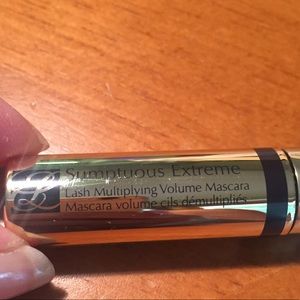 Sumptuous Extreme
Lash Multiplying Volume Mascara
Mascara volume cils démultipliés